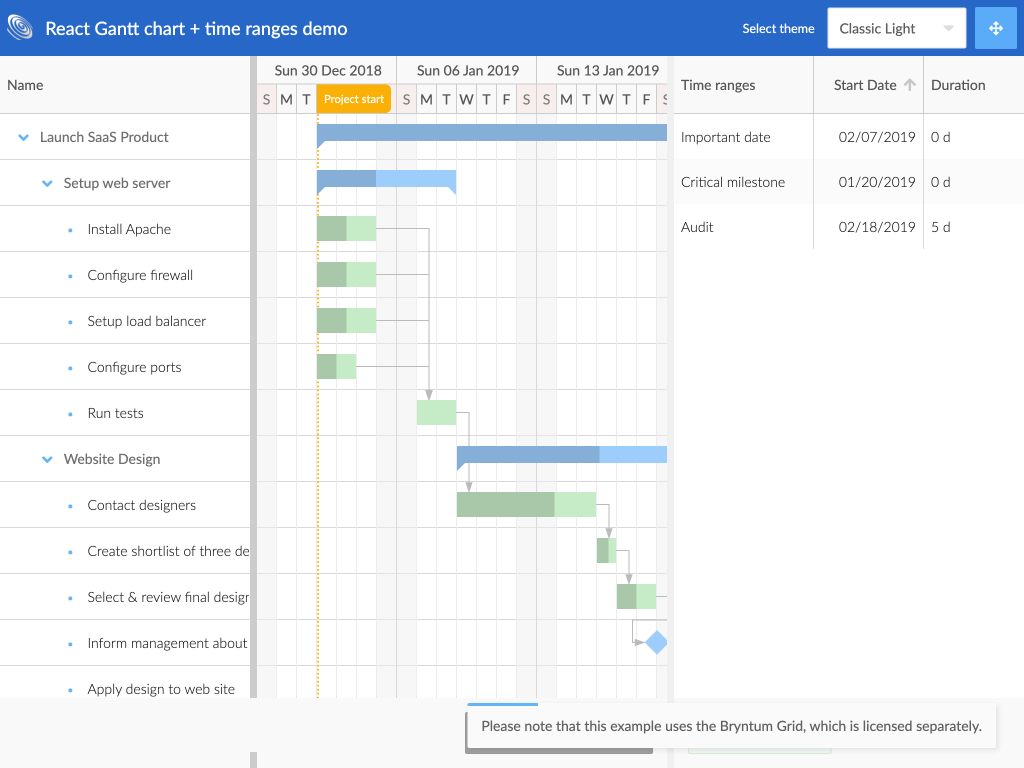 React Gantt chart + time ranges demo
Select theme
Classic Light
Name
Sun 30 Dec 2018 Sun 06 Jan 2019 Sun 13 Jan 2019
S M T Project start S M T W T F S S M T W T F S
Time ranges Start Date Duration
Launch SaaS Product
Setup web server
Install Apache
Configure firewall
Setup load balancer
Configure ports
Run tests
Website Design
Contact designers
Create shortlist of three de
Select & review final design
Inform management about
Apply design to web site
Important date 02/07/2019 0 d
Critical milestone 01/20/2019 0 d
Audit 02/18/2019 5 d
Please note that this example uses the Bryntum Grid, which is licensed separately.